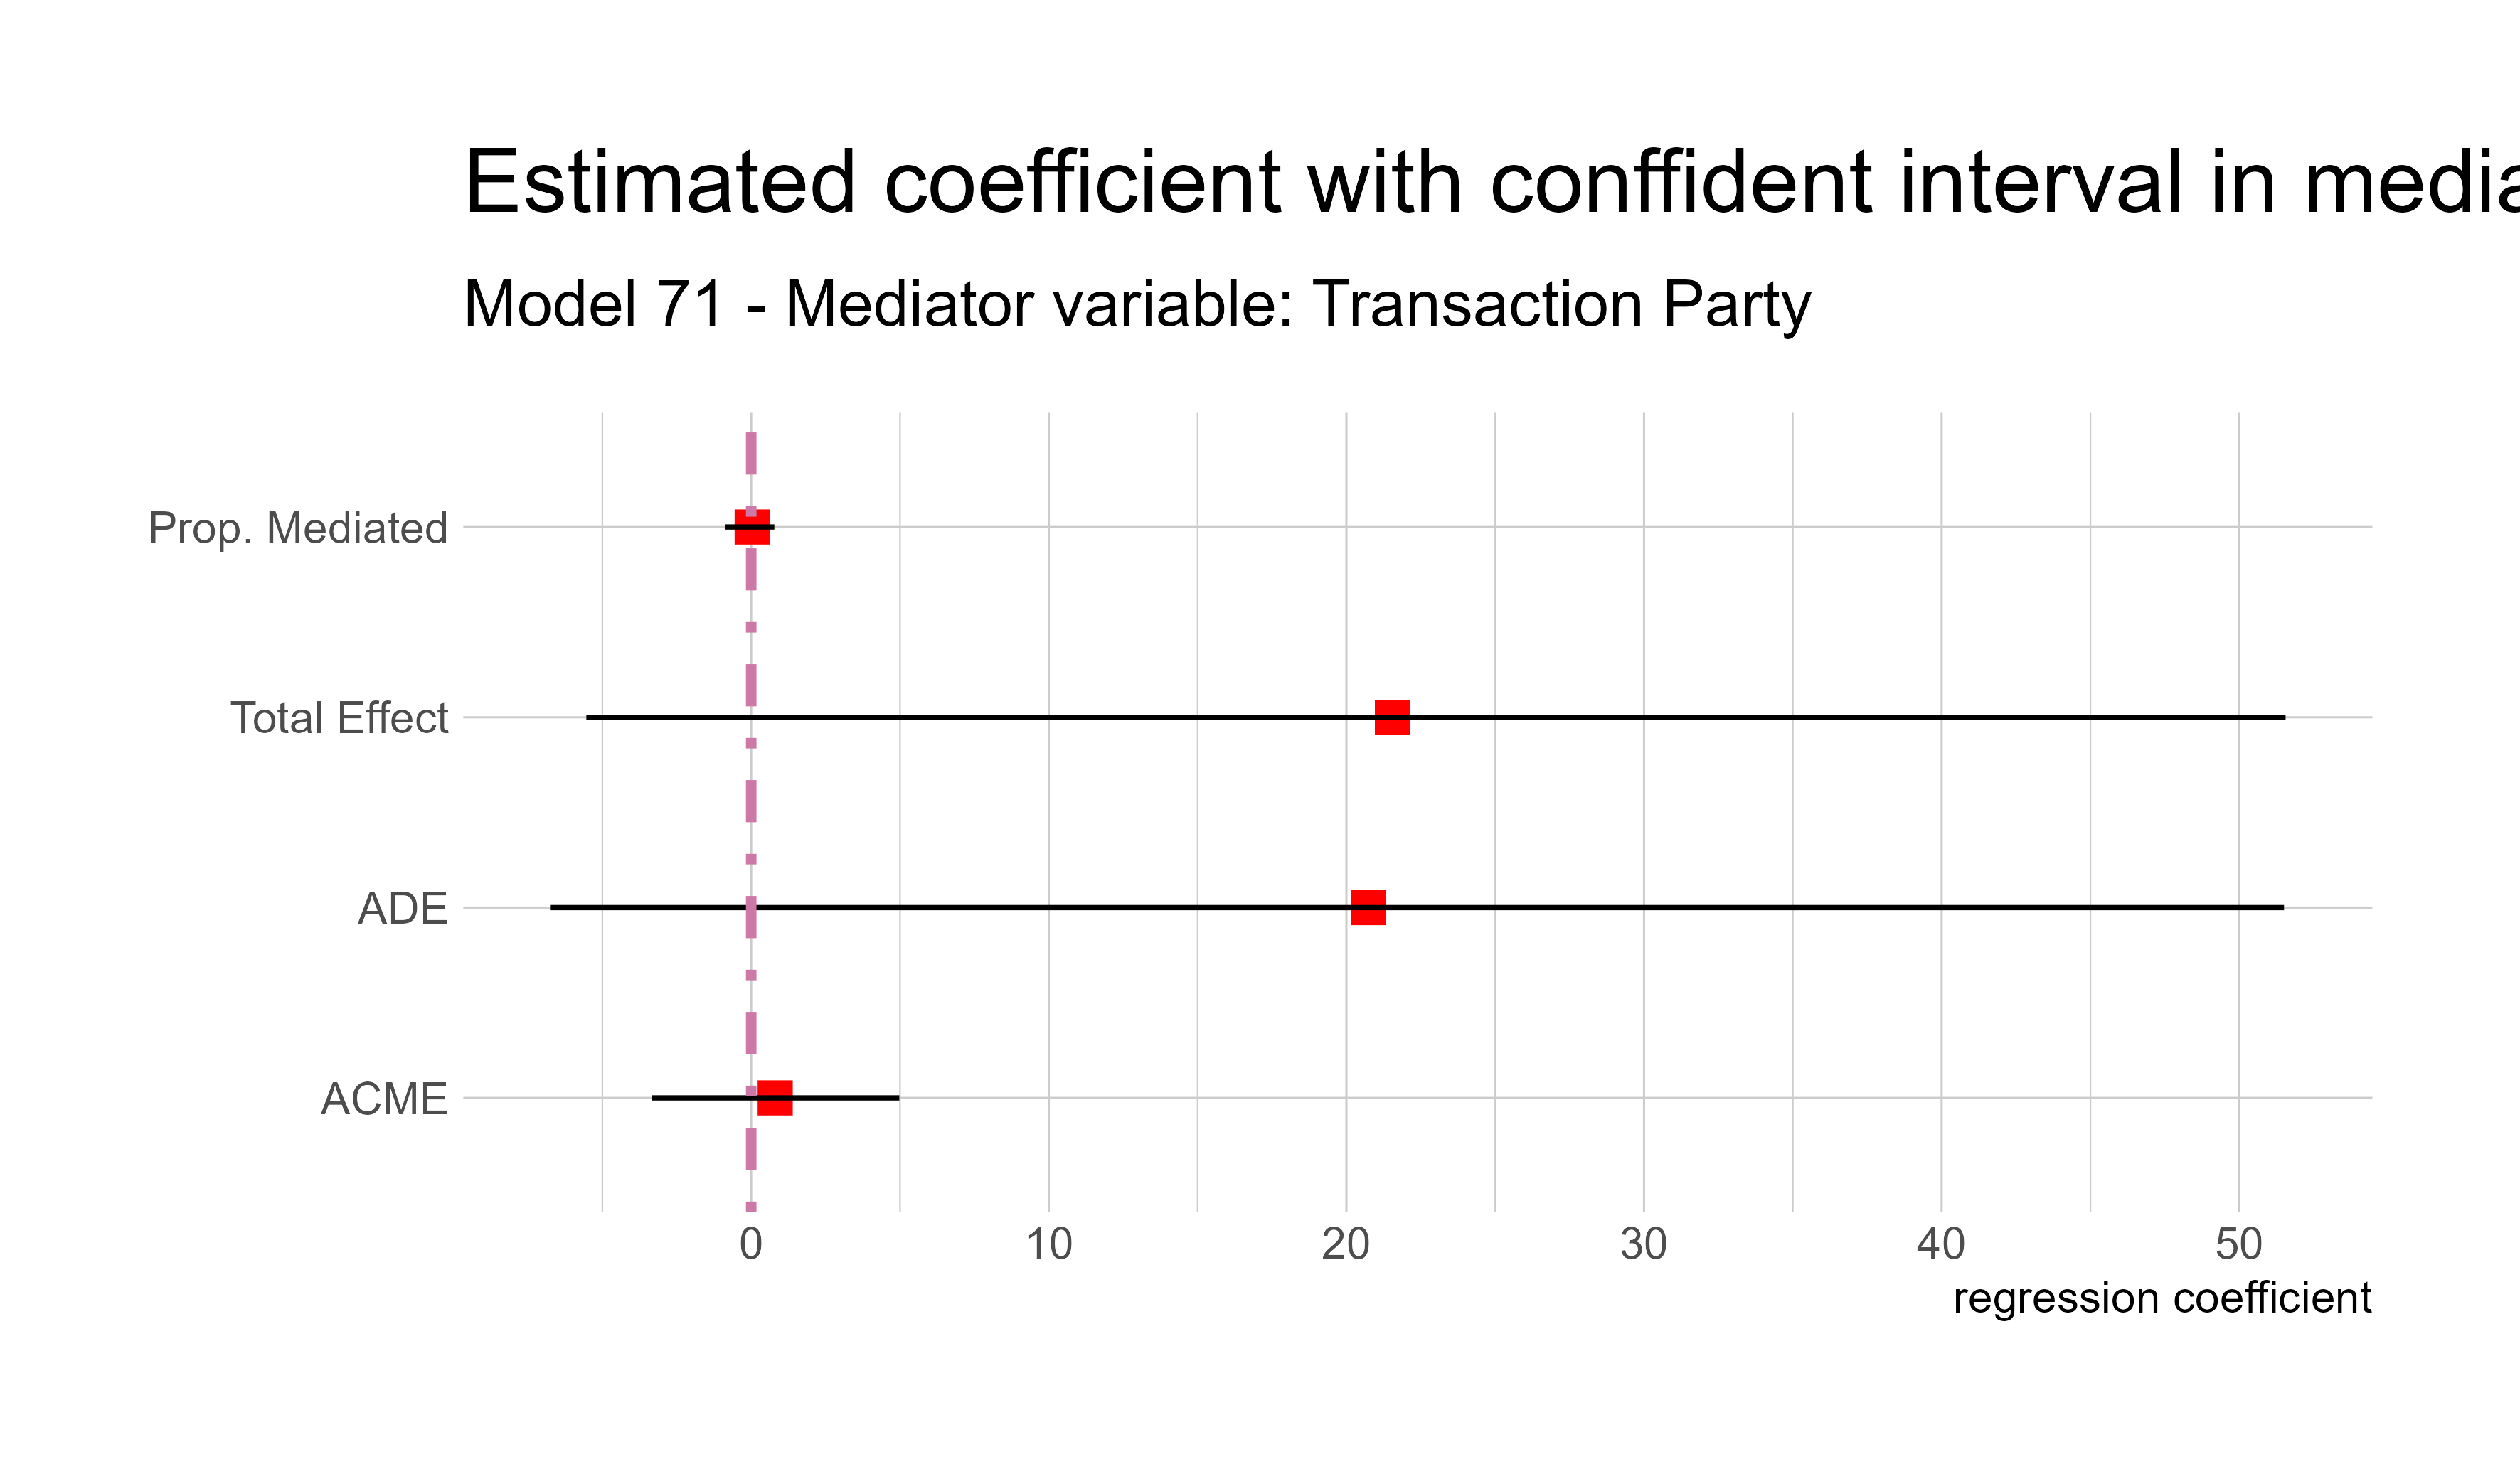 Estimated coefficient with conffident interval in media
Model 71 - Mediator variable: Transaction Party
Prop. Mediated
Total Effect
ADE
ACME
0 10 20 30 40 50
regression coefficient